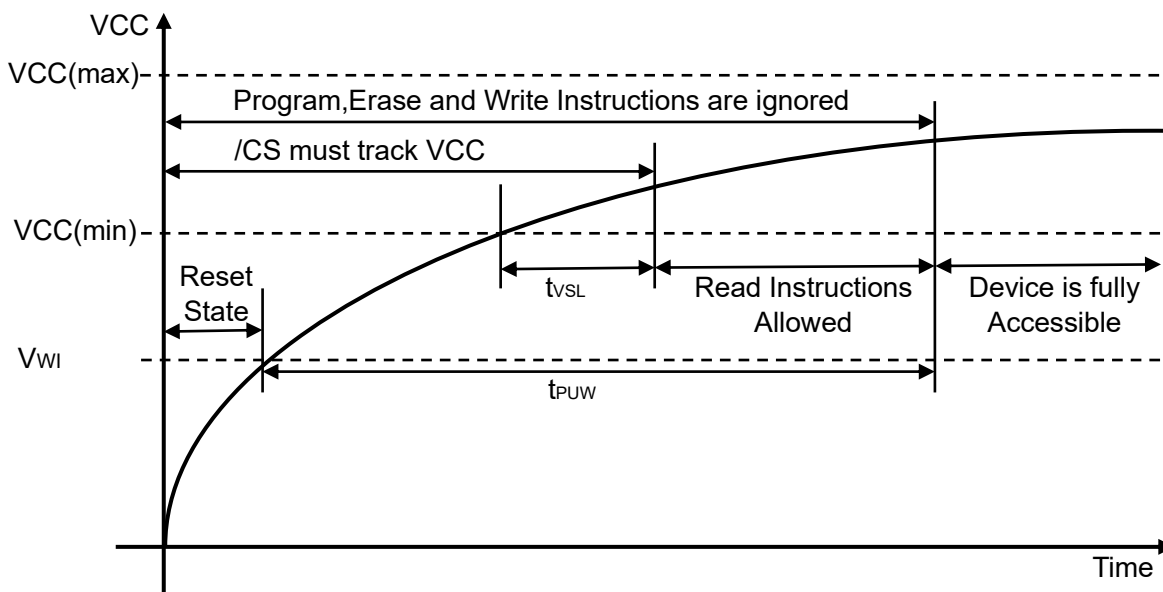 VCC
VCC(max)
Program,Erase and Write Instructions are ignored
/CS must track VCC
VCC(min)
Reset
State
tVSL
Read Instructions
Allowed
Device is fully
Accessible
VWI
tPUW
Time